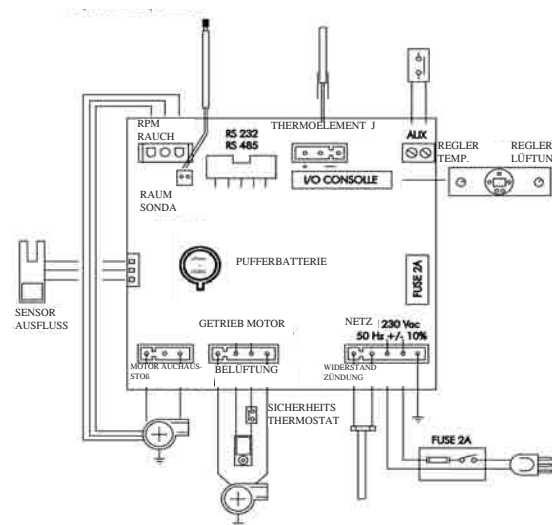 RPM
RAUCH
RS 232
RS 485
THERMOELEMENT J
AUX
REGLER
TEMP.
REGLER
LÜFTUN
I/O CONSOLLE
RAUM
SONDA
PUFFERBATTERIE
FUSE 2A
SENSOR
AUSFLUSS
GETRIEB MOTOR
NETZ
230 Vac
50 Hz +/- 10%
MOTOR AUCHAUS-
STOß
BELÜFTUNG
WIDERSTAND
ZÜNDUNG
SICHERHEITS
THERMOSTAT
FUSE 2A